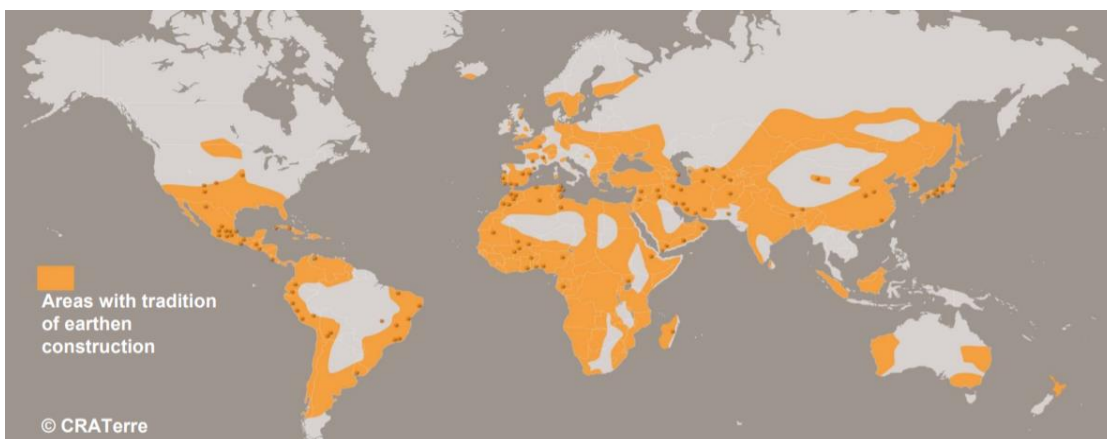 Areas with tradition
of earthen
construction
© CRATerre